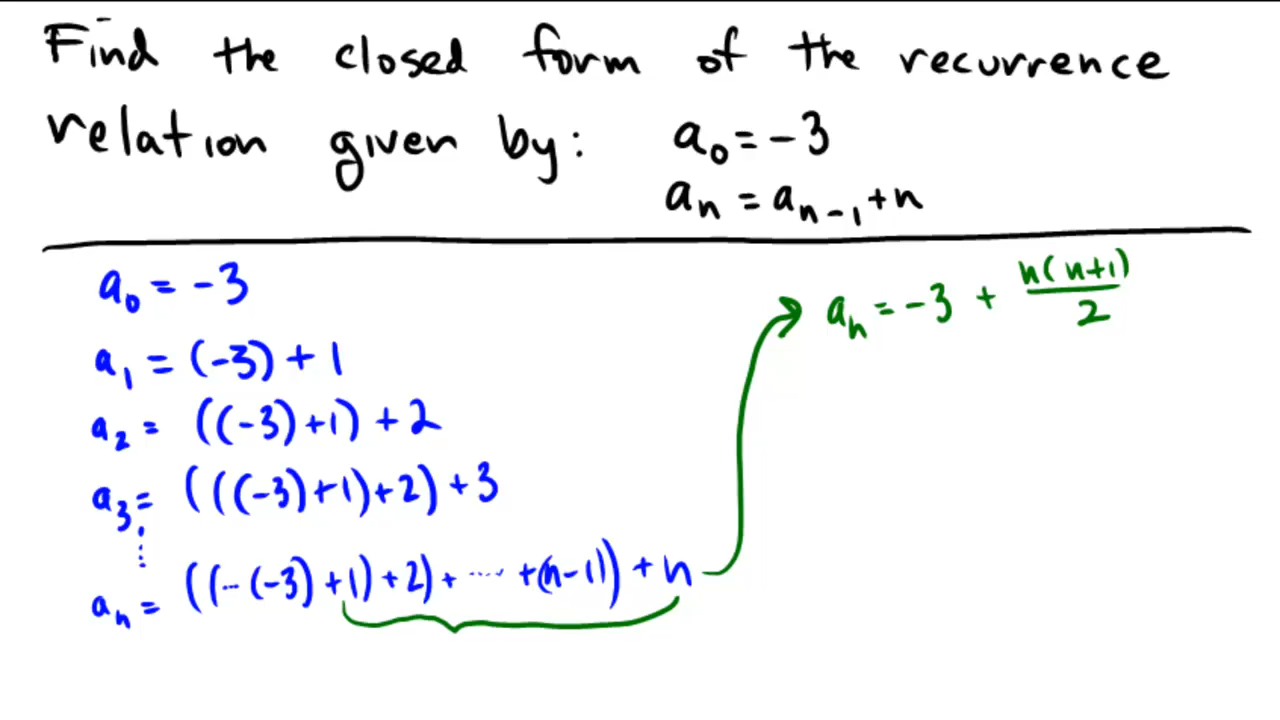 Find the closed form of the recurrence
relation given by: a₀ = -3
aₙ = aₙ₋₁ + n
a₀ = -3
a₁ = (-3) + 1
a₂ = ((-3) +1) + 2
a₃ = (((-3) +1) +2) + 3
⋮
aₙ = ((⋯(-3) +1) +2) + ⋯ +(n-1)) + n
aₙ = -3 + n(n+1)/2